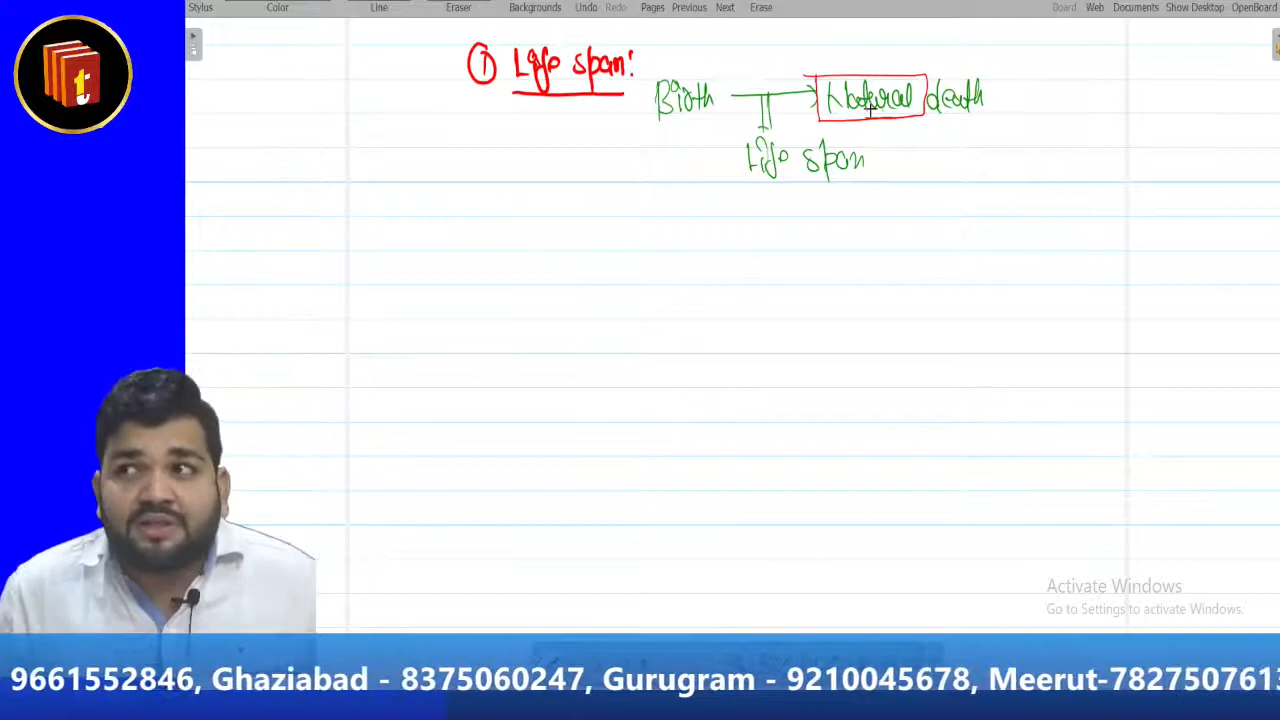 Stylus Color Line Eraser Backgrounds Undo Redo Pages Previous Next Erase Board Web Documents Show Desktop OpenBoard
t
① Life span:
Birth → Natural death
Life span
Activate Windows
Go to Settings to activate Windows.
9661552846, Ghaziabad - 8375060247, Gurugram - 9210045678, Meerut-7827507613